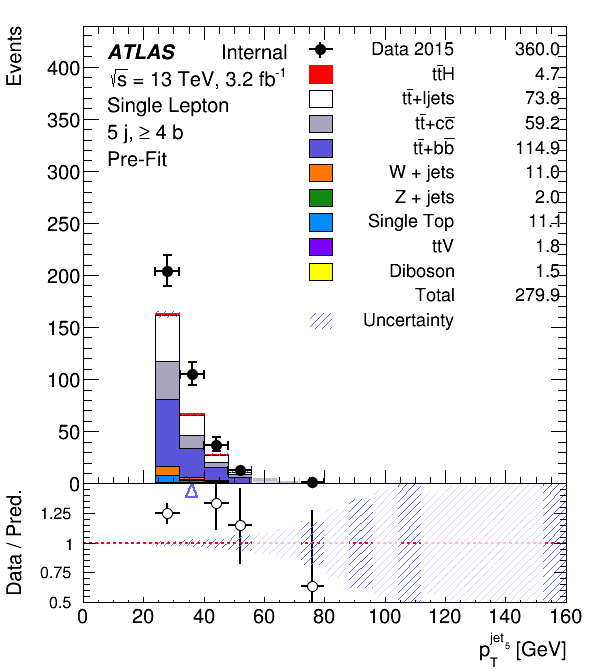 Events
ATLAS Internal
√s = 13 TeV, 3.2 fb⁻¹
Single Lepton
5 j, ≥ 4 b
Pre-Fit
Data 2015 360.0
tt̄H 4.7
tt̄+ljets 73.8
tt̄+cc̄ 59.2
tt̄+bb̄ 114.9
W + jets 11.0
Z + jets 2.0
Single Top 11.1
ttV 1.8
Diboson 1.5
Total 279.9
Uncertainty
400
350
300
250
200
150
100
50
0
Data / Pred.
1.25
1
0.75
0.5
0 20 40 60 80 100 120 140 160
p_T^jet₅ [GeV]